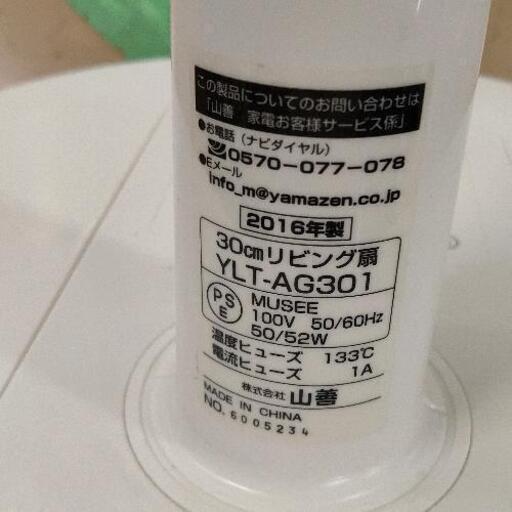 この製品についてのお問い合わせは
「山善 家電お客様サービス係」
●お電話（ナビダイヤル）
0570-077-078
●Eメール
info_m@yamazen.co.jp
2016年製
30cmリビング扇
YLT-AG301
PS
E
MUSEE
100V 50/60Hz
50/52W
温度ヒューズ 133℃
電流ヒューズ 1A
株式会社 山善
MADE IN CHINA
NO. 6005234